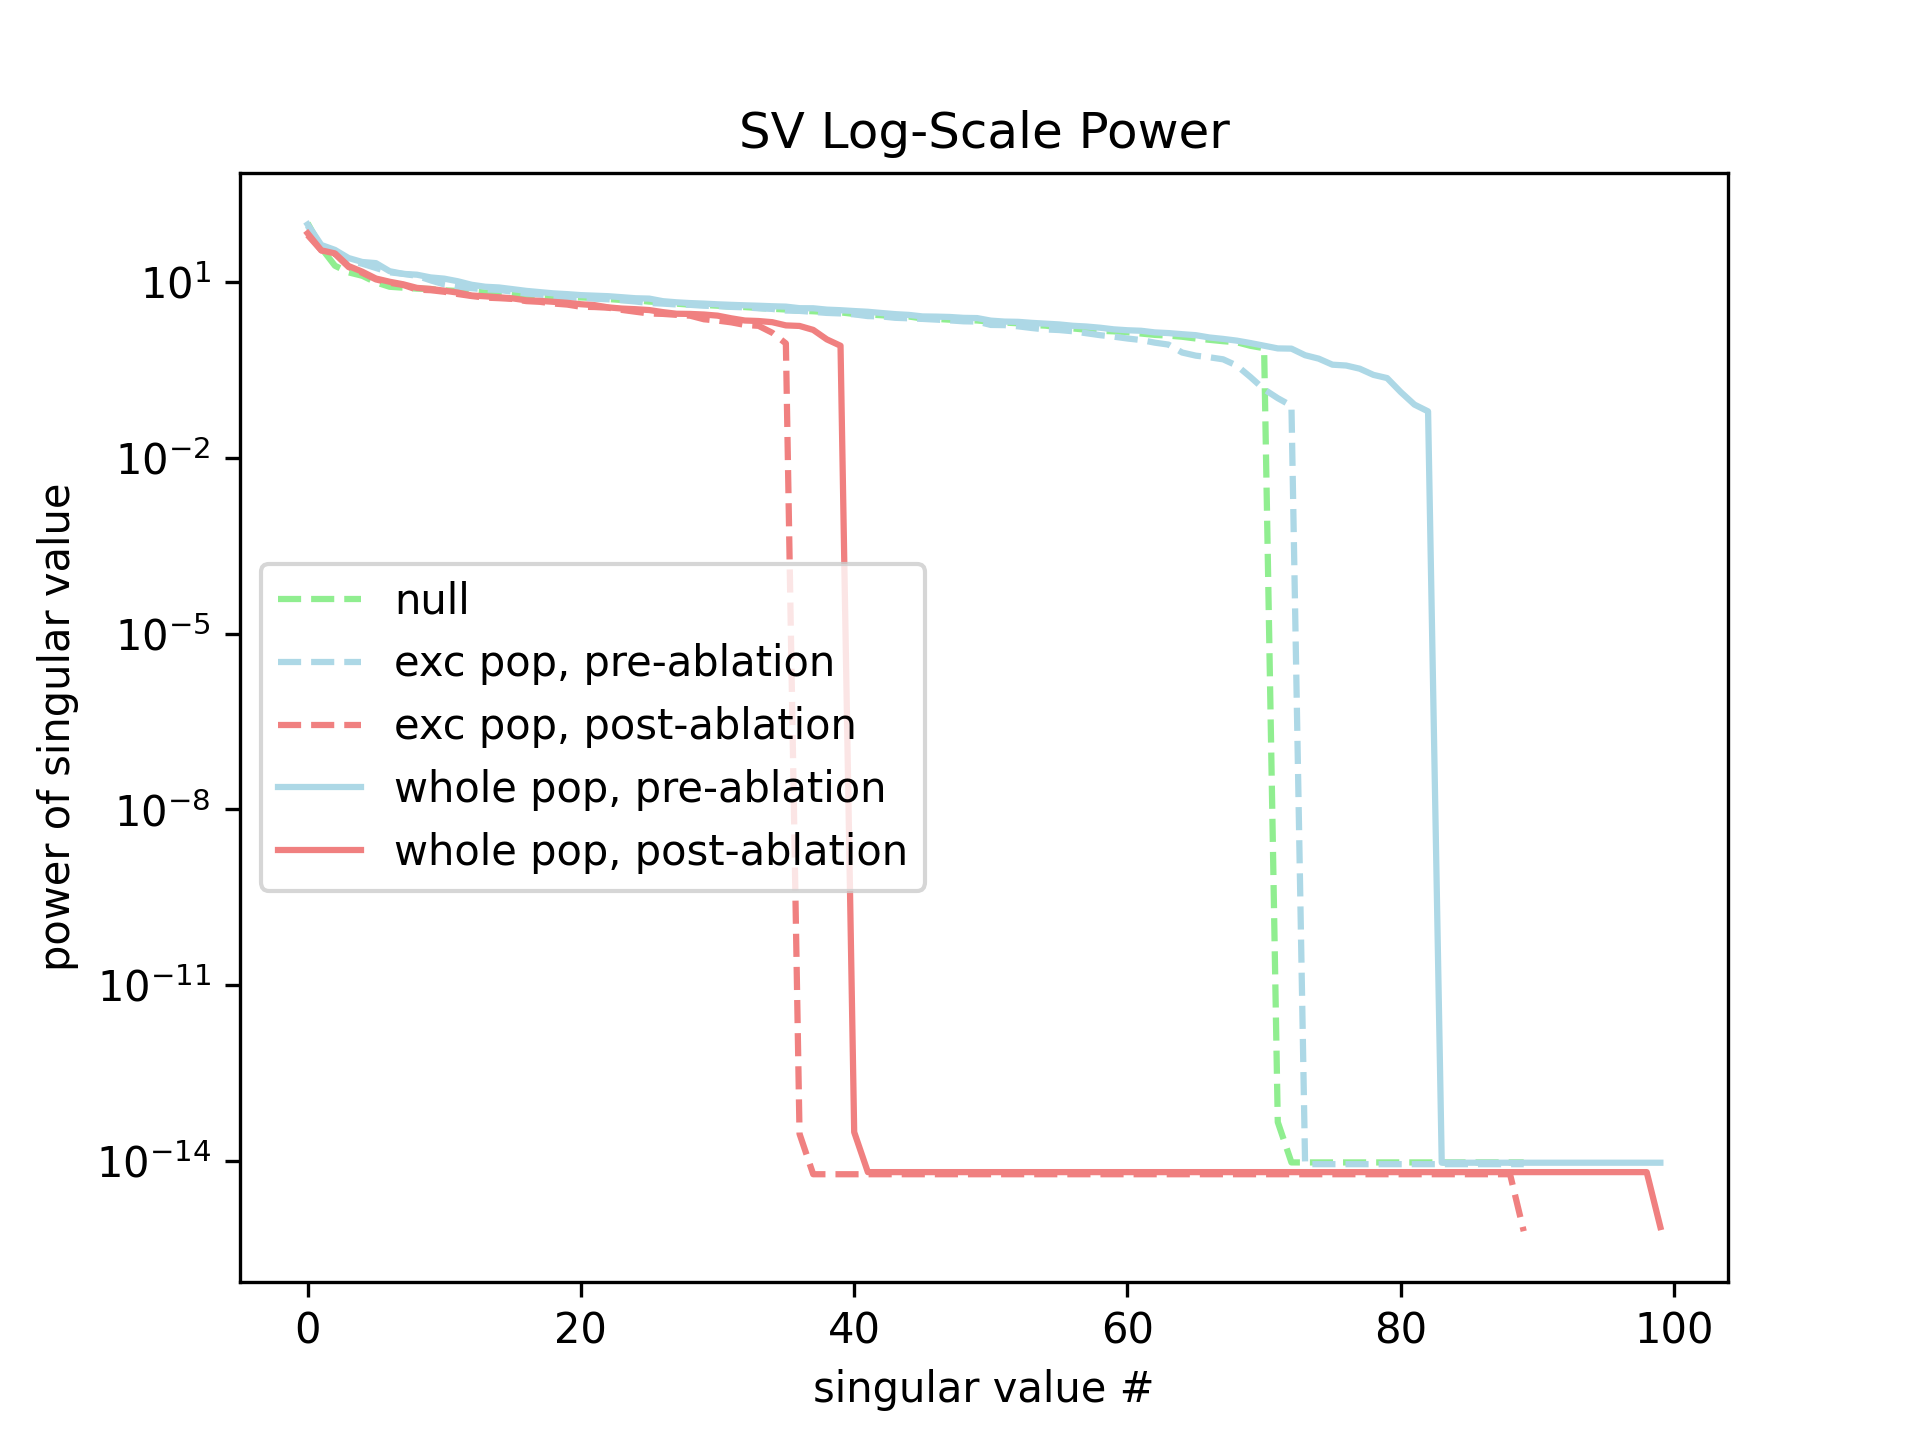 SV Log-Scale Power
power of singular value
10¹
10⁻²
10⁻⁵
10⁻⁸
10⁻¹¹
10⁻¹⁴
null
exc pop, pre-ablation
exc pop, post-ablation
whole pop, pre-ablation
whole pop, post-ablation
0 20 40 60 80 100
singular value #